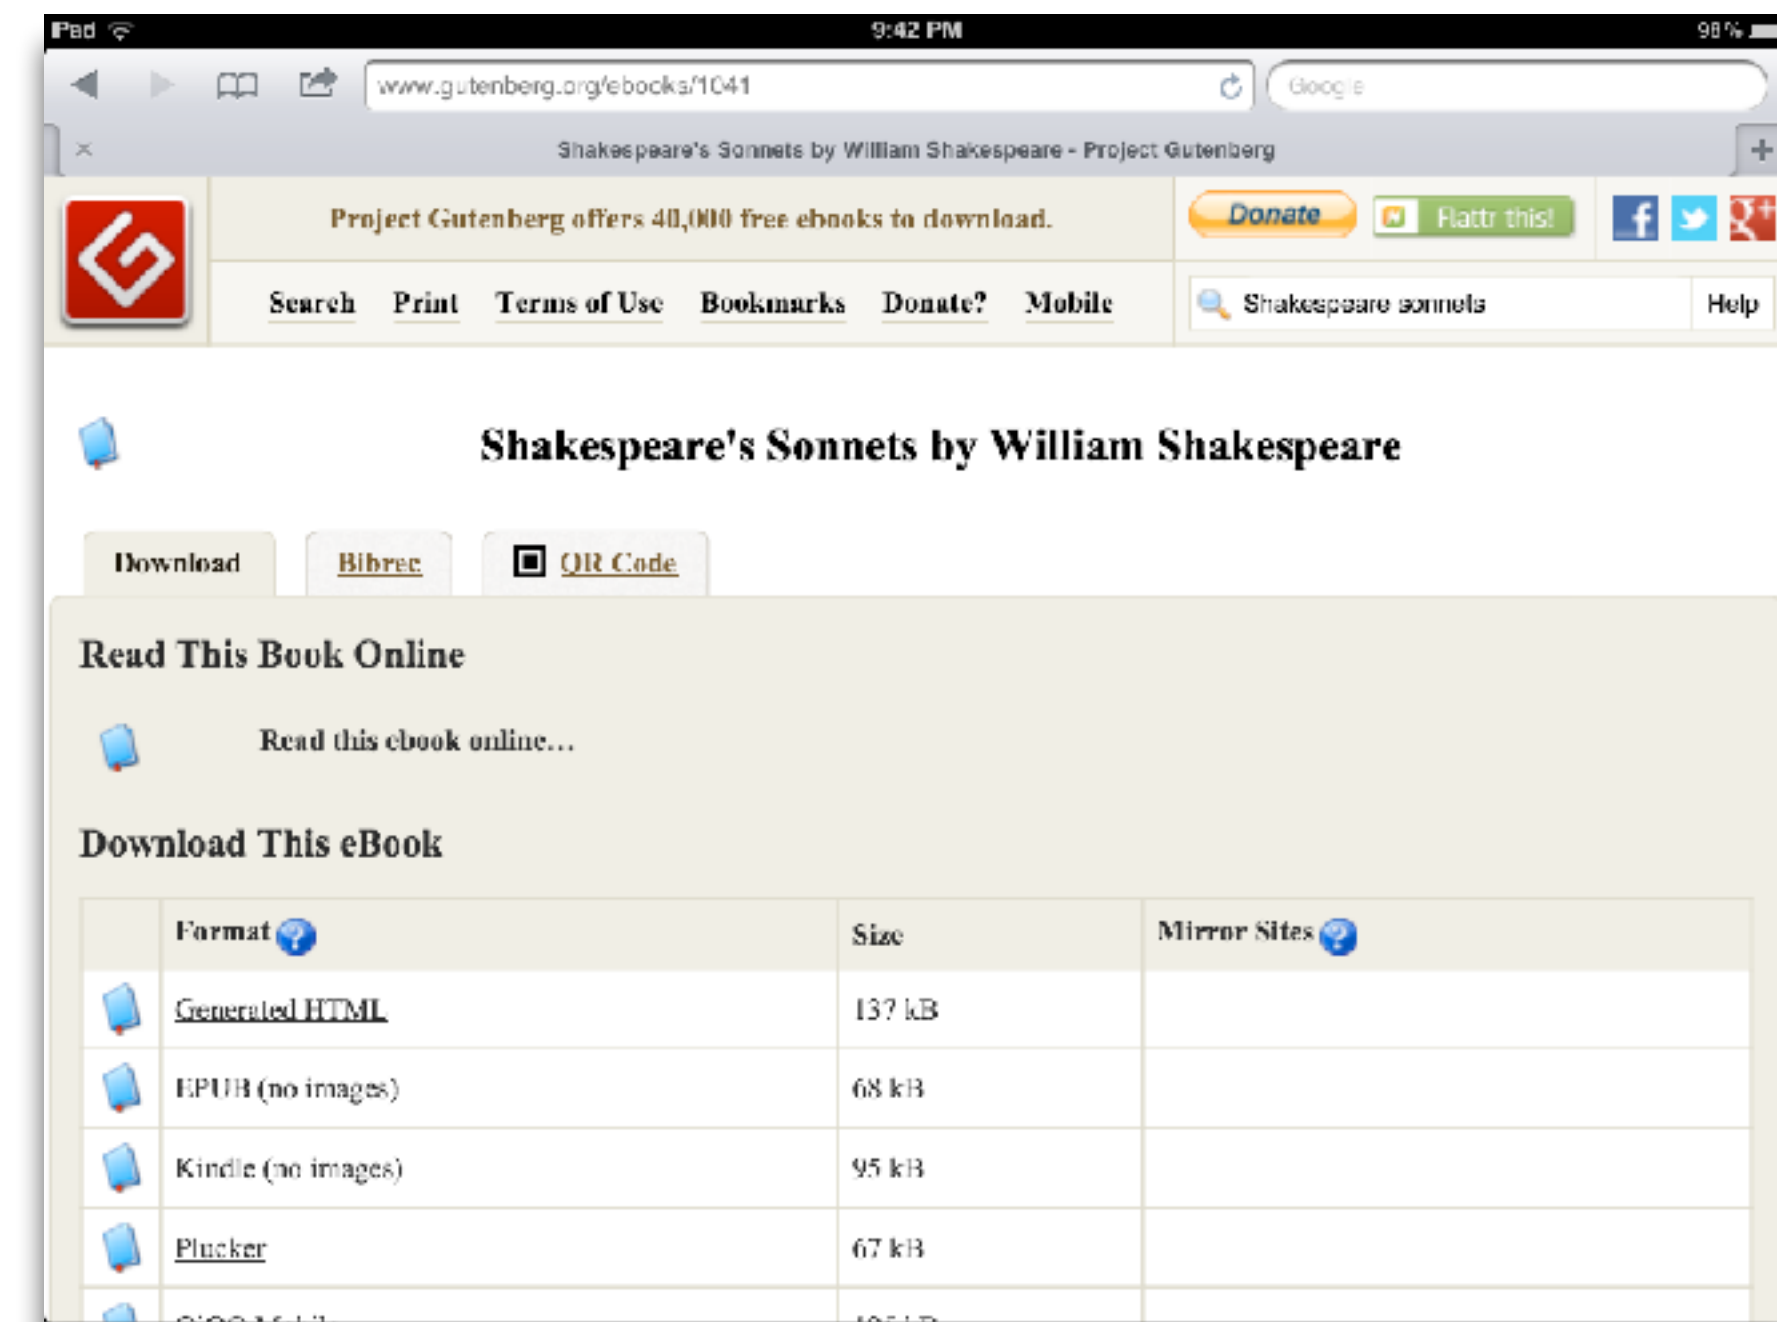 iPad 9:42 PM 98%
www.gutenberg.org/ebooks/1041 Google
Shakespeare's Sonnets by William Shakespeare - Project Gutenberg
Project Gutenberg offers 40,000 free ebooks to download. Donate Flattr this!
Search Print Terms of Use Bookmarks Donate? Mobile Shakespeare sonnets Help
Shakespeare's Sonnets by William Shakespeare
Download Bibrec QR Code
Read This Book Online
Read this ebook online...
Download This eBook
Format Size Mirror Sites
Generated HTML 137 kB
EPUB (no images) 68 kB
Kindle (no images) 95 kB
Plucker 67 kB